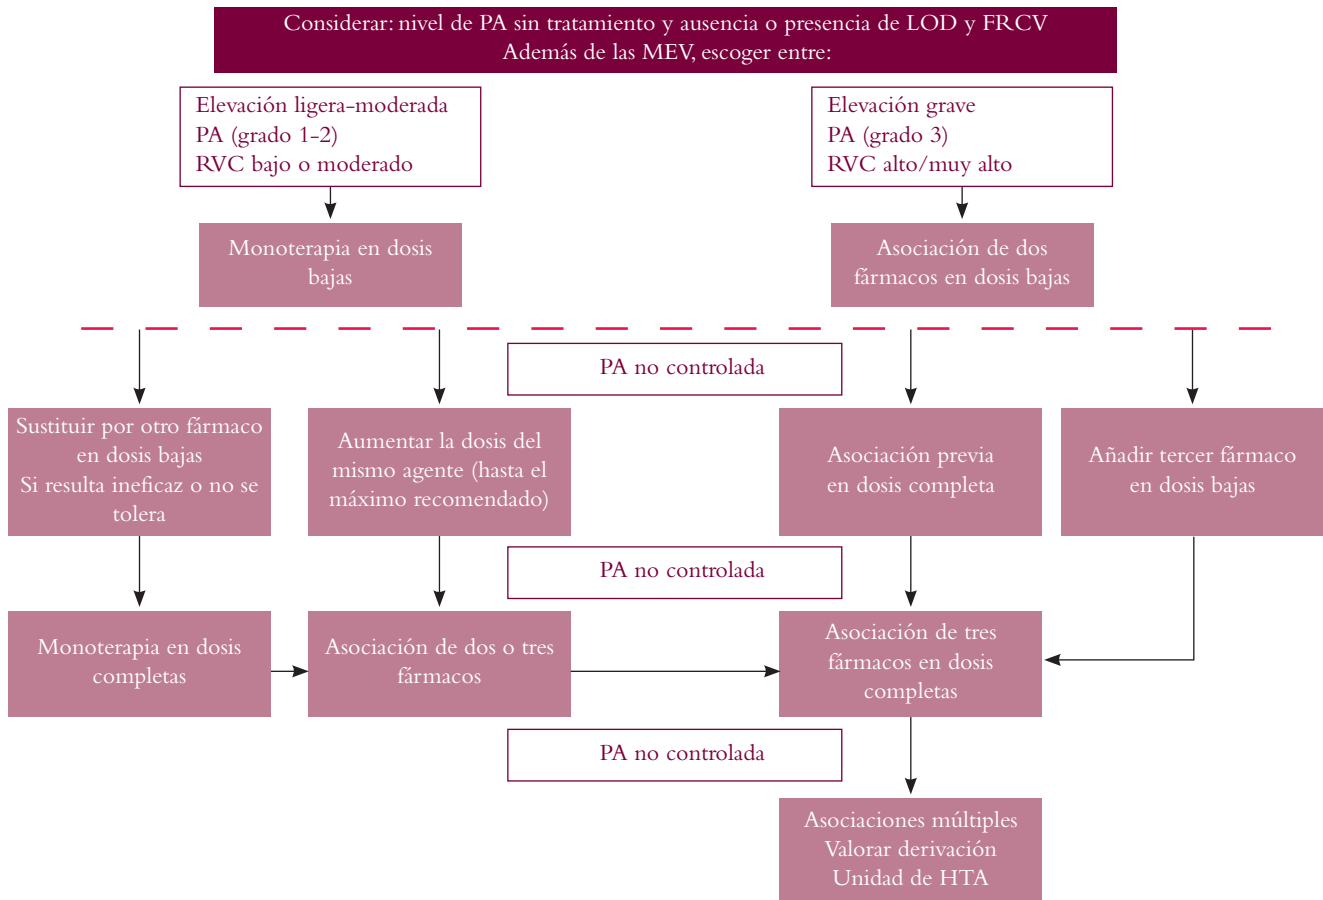 Considerar: nivel de PA sin tratamiento y ausencia o presencia de LOD y FRCV
Además de las MEV, escoger entre:
Elevación ligera-moderada
PA (grado 1-2)
RVC bajo o moderado
Elevación grave
PA (grado 3)
RVC alto/muy alto
Monoterapia en dosis
bajas
Asociación de dos
fármacos en dosis bajas
PA no controlada
Sustituir por otro fármaco
en dosis bajas
Si resulta ineficaz o no se
tolera
Aumentar la dosis del
mismo agente (hasta el
máximo recomendado)
Asociación previa
en dosis completa
Añadir tercer fármaco
en dosis bajas
PA no controlada
Monoterapia en dosis
completas
Asociación de dos o tres
fármacos
Asociación de tres
fármacos en dosis
completas
PA no controlada
Asociaciones múltiples
Valorar derivación
Unidad de HTA